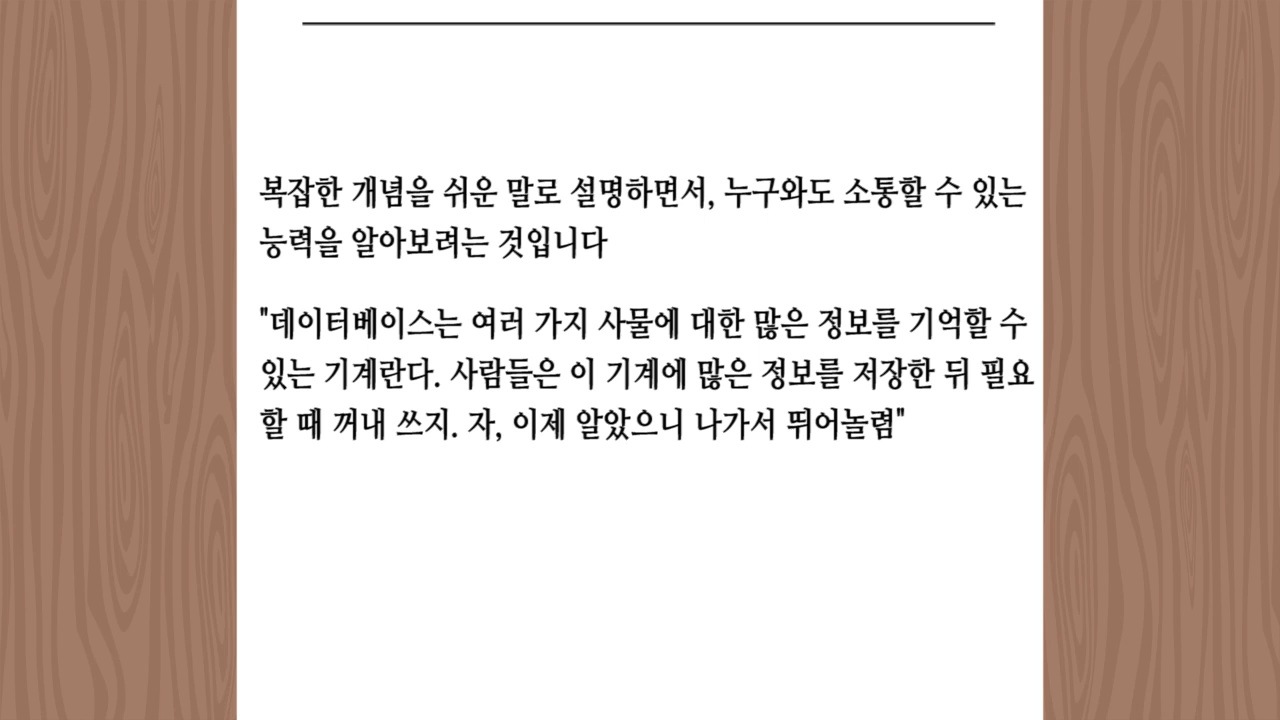 복잡한 개념을 쉬운 말로 설명하면서, 누구와도 소통할 수 있는
능력을 알아보려는 것입니다
"데이터베이스는 여러 가지 사물에 대한 많은 정보를 기억할 수
있는 기계란다. 사람들은 이 기계에 많은 정보를 저장한 뒤 필요
할 때 꺼내 쓰지. 자, 이제 알았으니 나가서 뛰어놀렴"